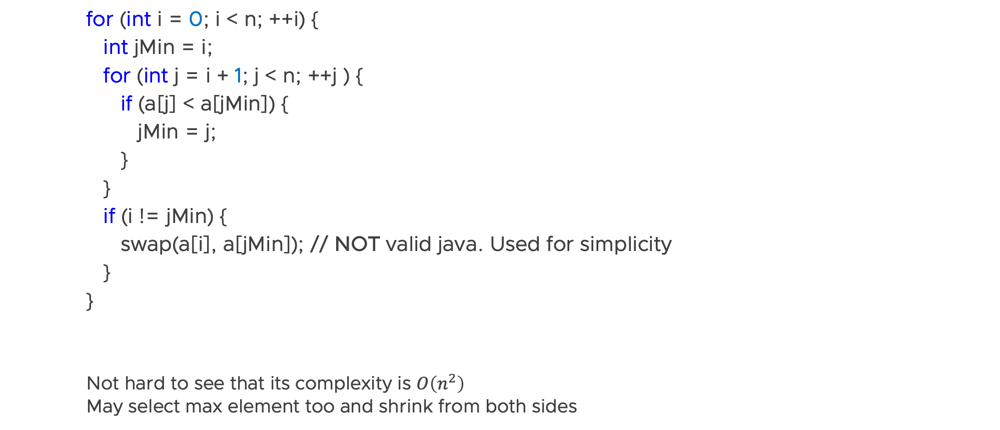 for (int i = 0; i < n; ++i) {
int jMin = i;
for (int j = i + 1; j < n; ++j ) {
if (a[j] < a[jMin]) {
jMin = j;
}
}
if (i != jMin) {
swap(a[i], a[jMin]); // NOT valid java. Used for simplicity
}
}
Not hard to see that its complexity is 𝑂(𝑛²)
May select max element too and shrink from both sides